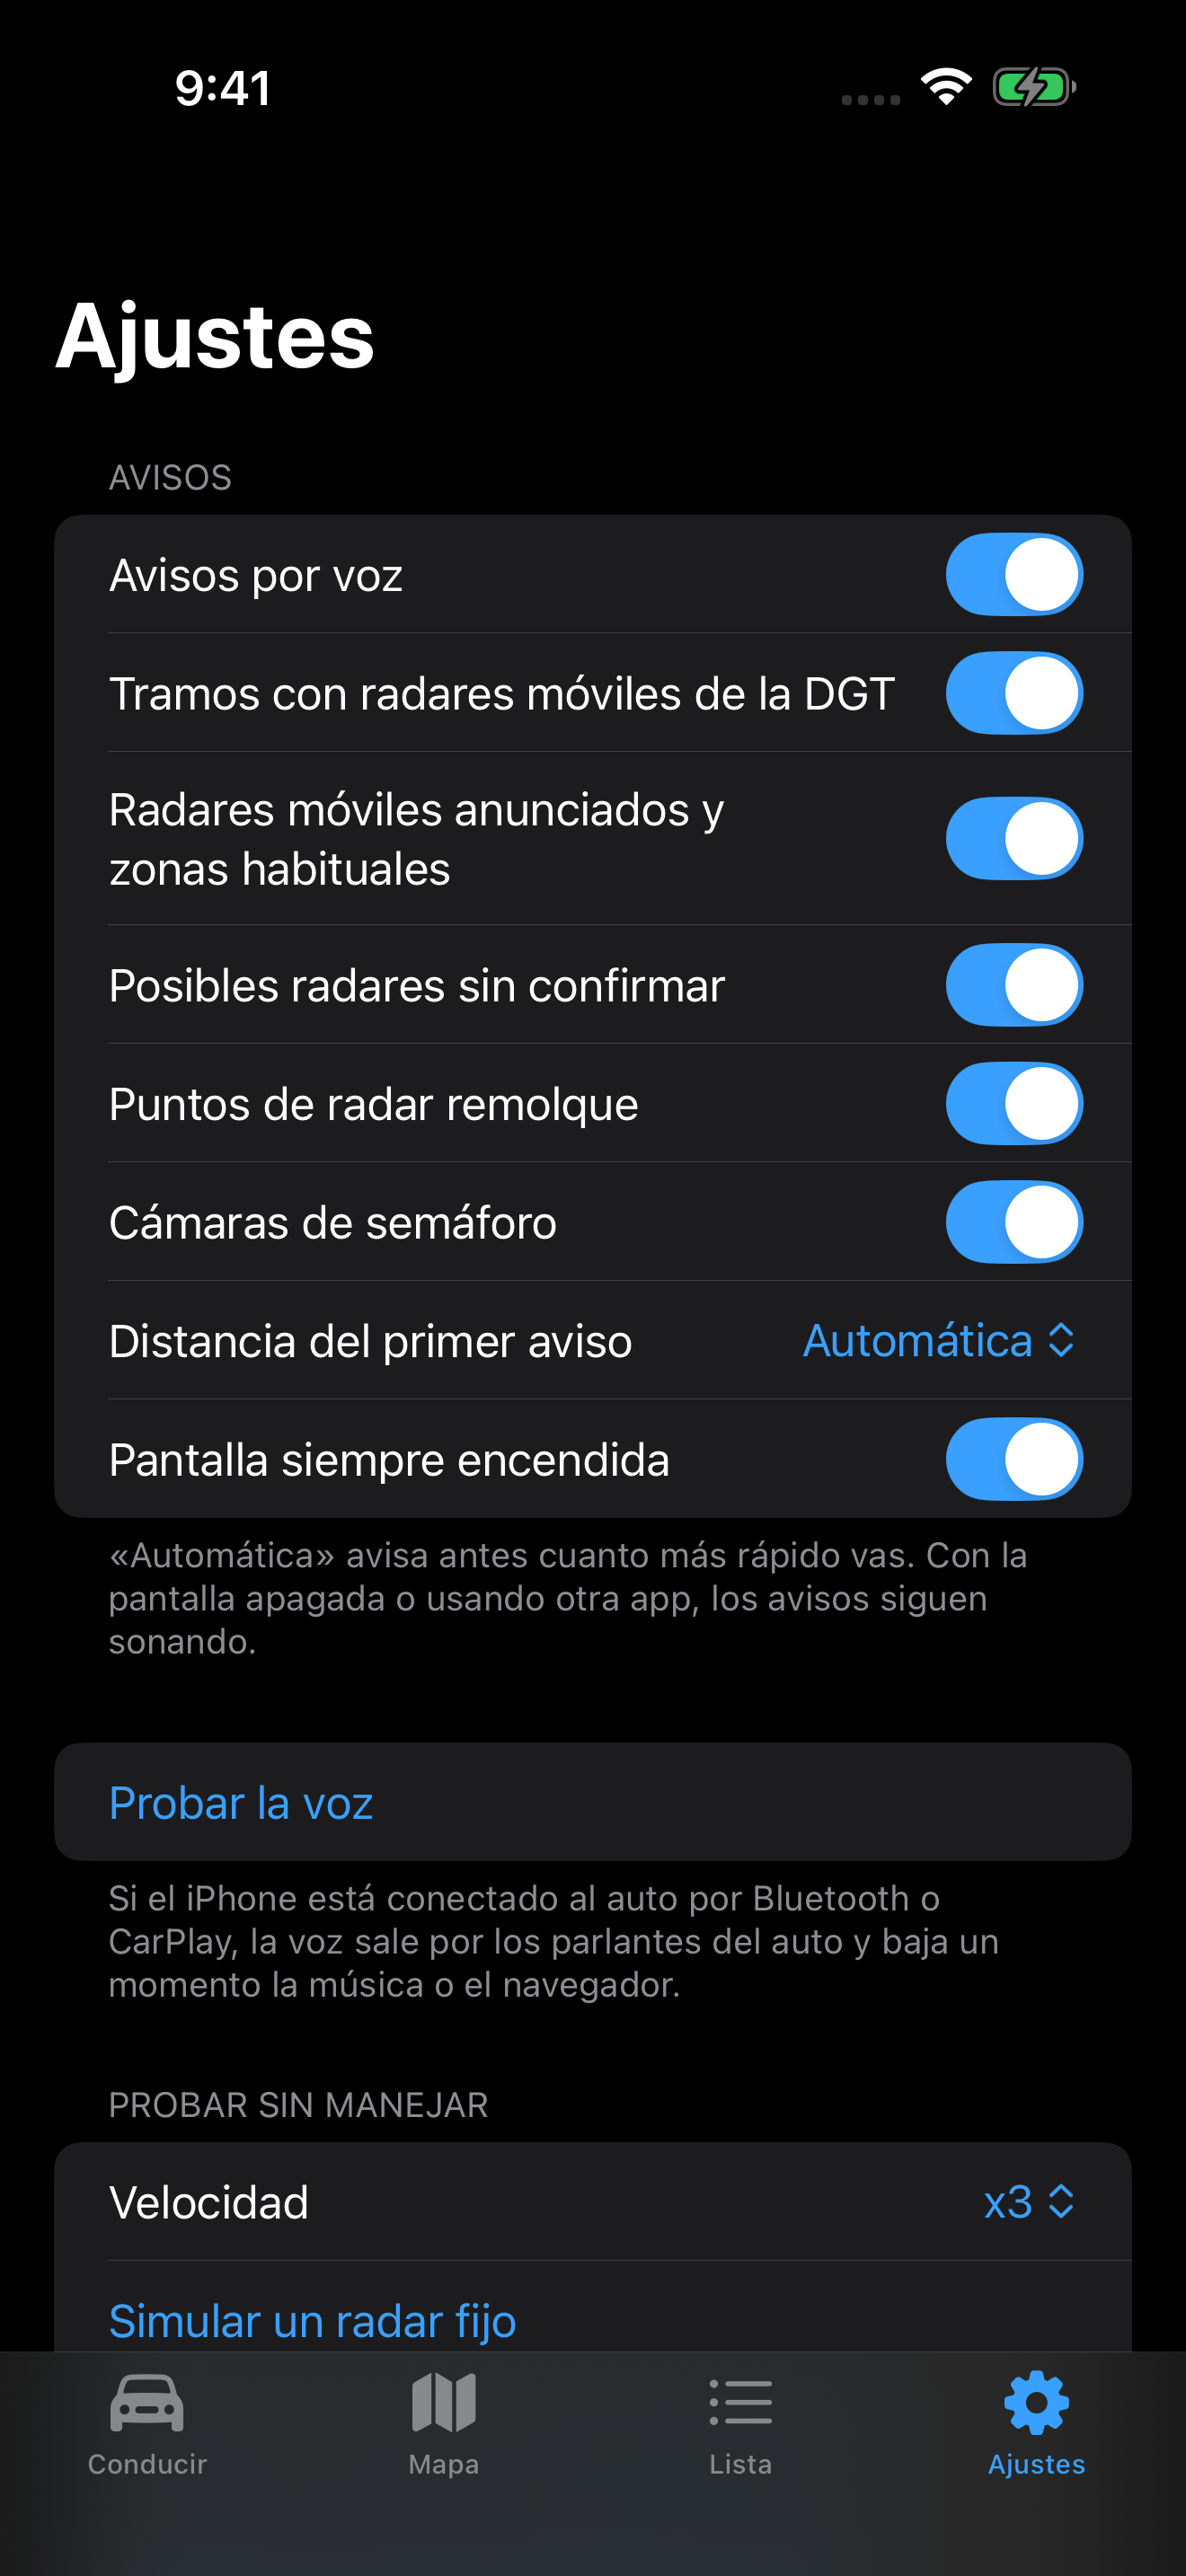 9:41
Ajustes
AVISOS
Avisos por voz
Tramos con radares móviles de la DGT
Radares móviles anunciados y
zonas habituales
Posibles radares sin confirmar
Puntos de radar remolque
Cámaras de semáforo
Distancia del primer aviso Automática
Pantalla siempre encendida
«Automática» avisa antes cuanto más rápido vas. Con la
pantalla apagada o usando otra app, los avisos siguen
sonando.
Probar la voz
Si el iPhone está conectado al auto por Bluetooth o
CarPlay, la voz sale por los parlantes del auto y baja un
momento la música o el navegador.
PROBAR SIN MANEJAR
Velocidad x3
Simular un radar fijo
Conducir Mapa Lista Ajustes